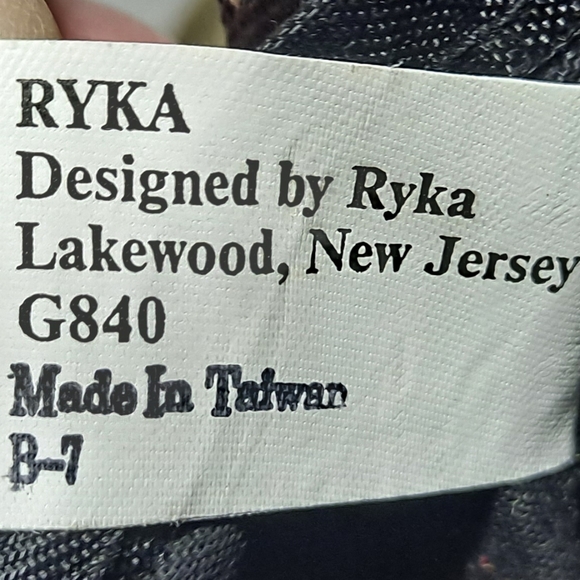 RYKA
Designed by Ryka
Lakewood, New Jersey
G840
Made In Taiwan
B-7